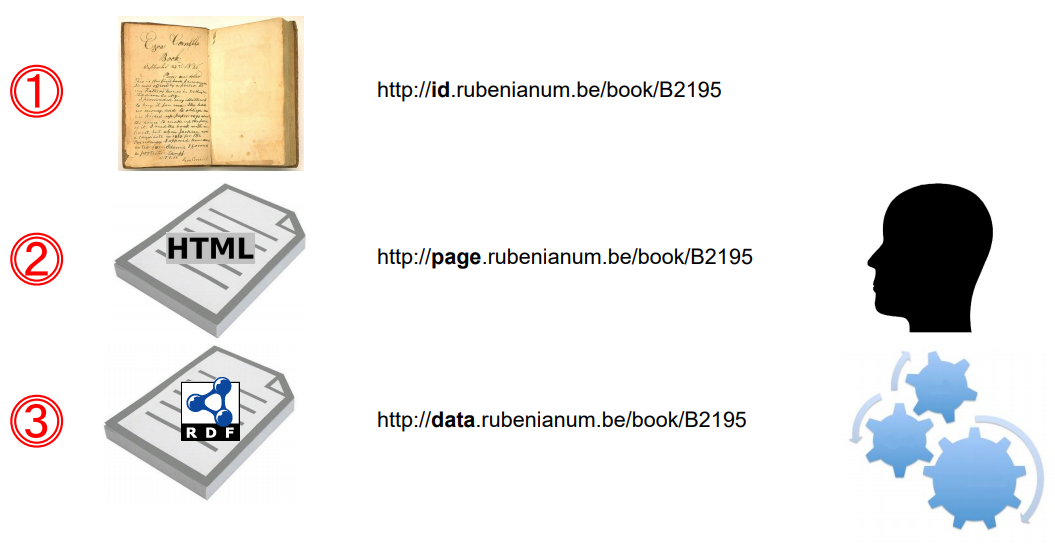 ①
Book
http://id.rubenianum.be/book/B2195
②
HTML
http://page.rubenianum.be/book/B2195
③
RDF
http://data.rubenianum.be/book/B2195